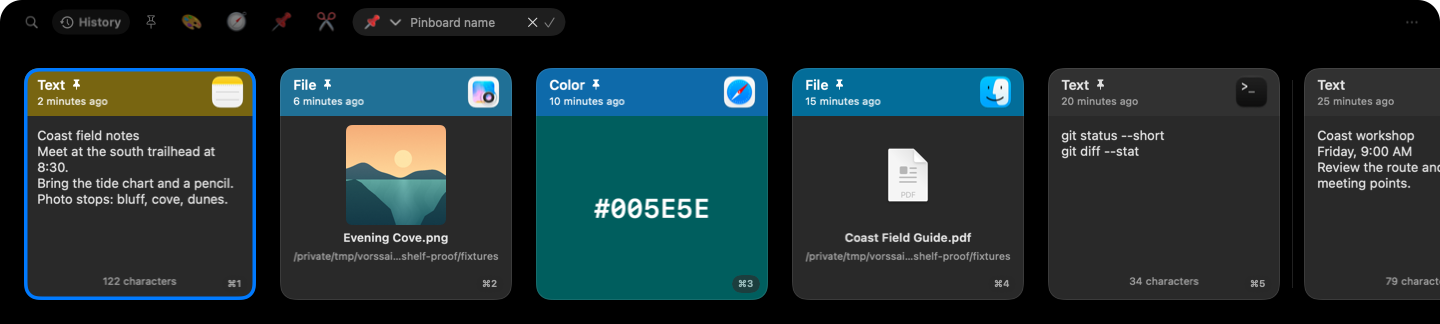 History
Pinboard name
Text
2 minutes ago
Coast field notes
Meet at the south trailhead at
8:30.
Bring the tide chart and a pencil.
Photo stops: bluff, cove, dunes.
122 characters
⌘1
File
6 minutes ago
Evening Cove.png
/private/tmp/vorssai...shelf-proof/fixtures
⌘2
Color
10 minutes ago
#005E5E
⌘3
File
15 minutes ago
PDF
Coast Field Guide.pdf
/private/tmp/vorssai...shelf-proof/fixtures
⌘4
Text
20 minutes ago
>_
git status --short
git diff --stat
34 characters
⌘5
Text
25 minutes ago
Coast workshop
Friday, 9:00 AM
Review the route and
meeting points.
79 charac